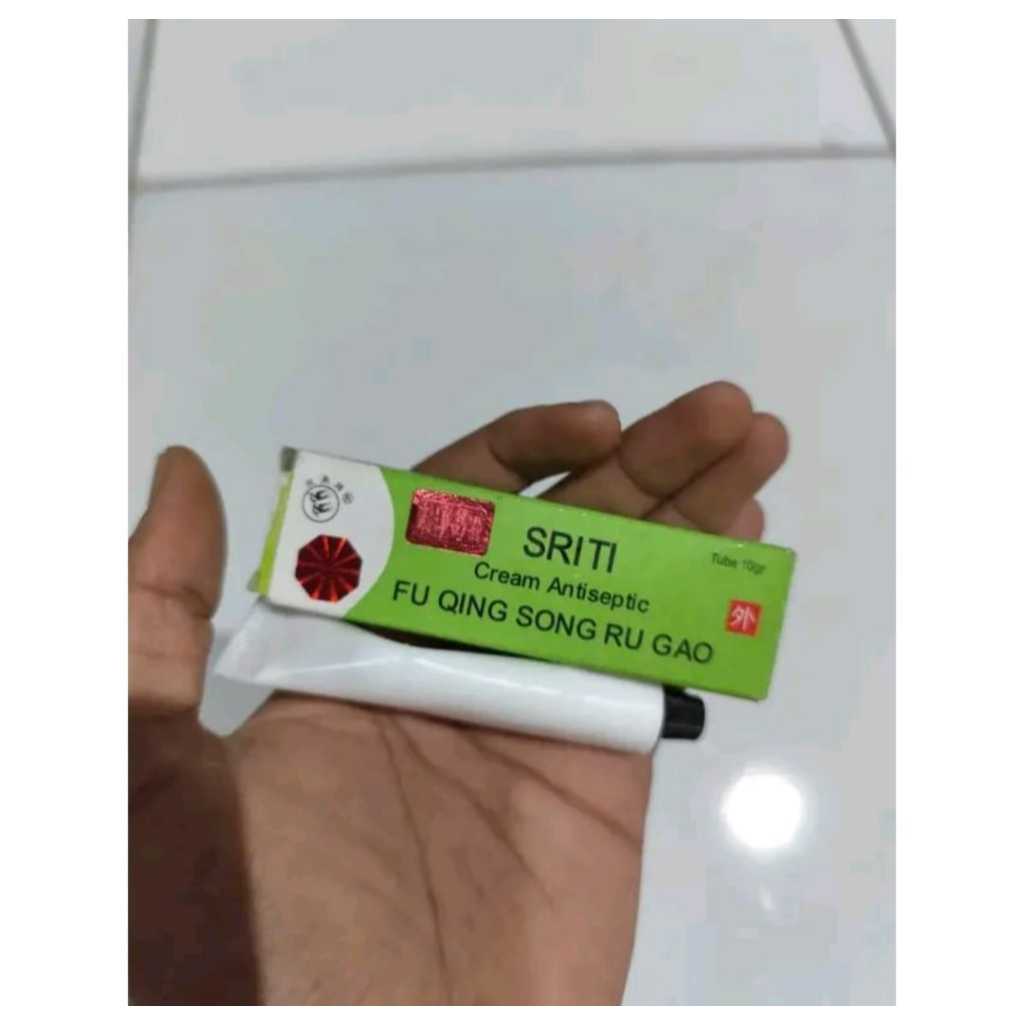 SRITI
Tube 10gr
Cream Antiseptic
FU QING SONG RU GAO
外